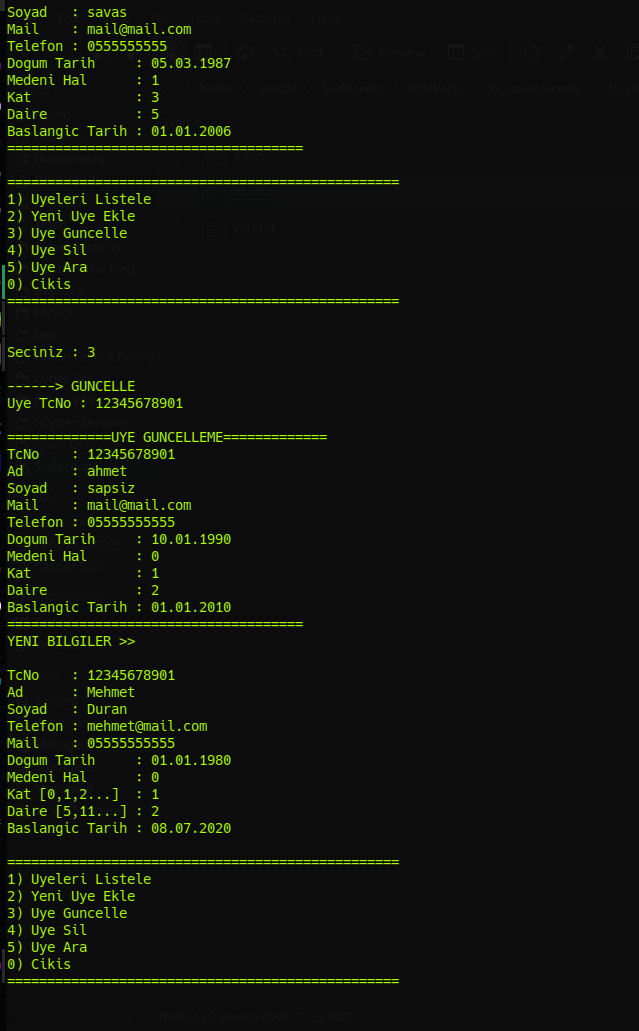 Soyad   : savas
Mail    : mail@mail.com
Telefon : 0555555555
Dogum Tarih     : 05.03.1987
Medeni Hal      : 1
Kat             : 3
Daire           : 5
Baslangic Tarih : 01.01.2006
=====================================
=================================================
1) Uyeleri Listele
2) Yeni Uye Ekle
3) Uye Guncelle
4) Uye Sil
5) Uye Ara
0) Cikis
=================================================
Seciniz : 3
------> GUNCELLE
Uye TcNo : 12345678901
=============UYE GUNCELLEME=============
TcNo    : 12345678901
Ad      : ahmet
Soyad   : sapsiz
Mail    : mail@mail.com
Telefon : 05555555555
Dogum Tarih     : 10.01.1990
Medeni Hal      : 0
Kat             : 1
Daire           : 2
Baslangic Tarih : 01.01.2010
=====================================
YENI BILGILER >>
TcNo    : 12345678901
Ad      : Mehmet
Soyad   : Duran
Telefon : mehmet@mail.com
Mail    : 05555555555
Dogum Tarih     : 01.01.1980
Medeni Hal      : 0
Kat [0,1,2...]  : 1
Daire [5,11...] : 2
Baslangic Tarih : 08.07.2020
=================================================
1) Uyeleri Listele
2) Yeni Uye Ekle
3) Uye Guncelle
4) Uye Sil
5) Uye Ara
0) Cikis
=================================================
main.c (C source code, 11,9 KiB)